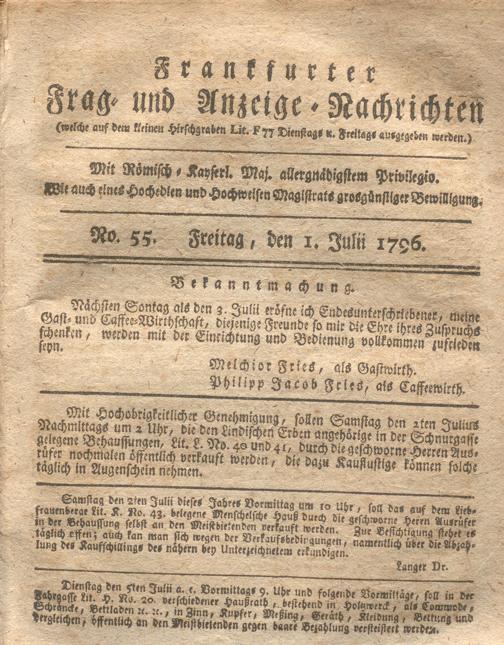 Frankfurter
Frag- und Anzeige-Nachrichten
(welche auf dem kleinen Hirschgraben Lit. F 77 Dienstags u. Freitags ausgegeben werden.)
Mit Römisch-Kayserl. Maj. allergnädigstem Privilegio.
Wie auch eines Hochedlen und Hochweisen Magistrats grosgünstiger Bewilligung.
No. 55. Freitag, den 1. Julii 1796.
Bekanntmachung.
Nächsten Sontag als den 3. Julii eröfne ich Endesunterschriebener, meine
Gast- und Caffee-Wirthschaft, diejenige Freunde so mir die Ehre ihres Zuspruchs
schenken, werden mit der Einrichtung und Bedienung vollkommen zufrieden
seyn.
Melchior Fries, als Gastwirth.
Philipp Jacob Fries, als Caffeewirth.
Mit Hochobrigkeitlicher Genehmigung, sollen Samstag den 2ten Julius
Nachmittags um 2 Uhr, die den Lindischen Erben angehörige in der Schnurgasse
gelegene Behaussungen, Lit. L. No. 40 und 41, durch die geschworne Herren Aus-
rüfer nochmalen öffentlich verkauft werden, die dazu Kauflustige können solche
täglich in Augenschein nehmen.
Samstag den 2ten Julii dieses Jahres Vormittag um 10 Uhr, soll das auf dem Lieb-
frauenberge Lit. K. No. 43. belegene Menschelsche Hauß durch die geschworne Herren Ausrüfer
in der Behaussung selbst an den Meistbietenden verkauft werden. Zur Besichtigung stehet es
täglich offen; auch kan man sich wegen der Verkaufsbedingungen, namentlich über die Abzah-
lung des Kaufschillings des nähern bey Unterzeichnetem erkundigen.
Langer Dr.
Dienstag den 5ten Julii a. c. Vormittags 9. Uhr und folgende Vormittäge, soll in der
Fahrgasse Lit. H. No. 20. verschiedener Haußrath, bestehend in Holzwerck, als Commode,
Schräncke, Bettladen ꝛc. ꝛc., in Zinn, Kupfer, Meßing, Geräth, Kleidung, Bettung und
dergleichen, öffentlich an den Meistbietenden gegen baare Bezahlung versteistert werden.